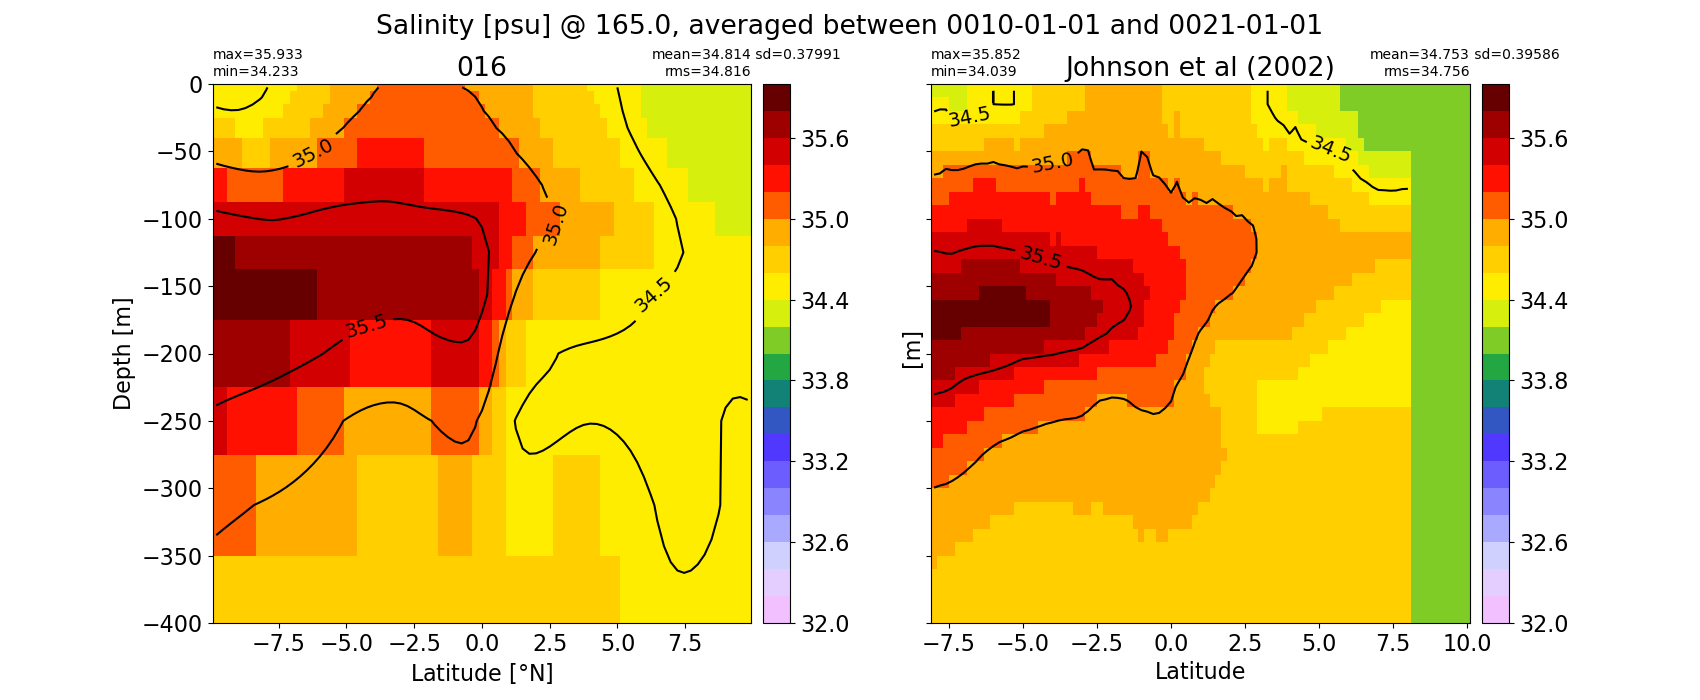 Salinity [psu] @ 165.0, averaged between 0010-01-01 and 0021-01-01
max=35.933
min=34.233
016
mean=34.814 sd=0.37991
rms=34.816
max=35.852
min=34.039
Johnson et al (2002)
mean=34.753 sd=0.39586
rms=34.756
Depth [m]
0
−50
−100
−150
−200
−250
−300
−350
−400
35.0
35.0
35.5
34.5
−7.5 −5.0 −2.5 0.0 2.5 5.0 7.5
Latitude [°N]
35.6
35.0
34.4
33.8
33.2
32.6
32.0
[m]
34.5
35.0
34.5
35.5
−7.5 −5.0 −2.5 0.0 2.5 5.0 7.5 10.0
Latitude
35.6
35.0
34.4
33.8
33.2
32.6
32.0